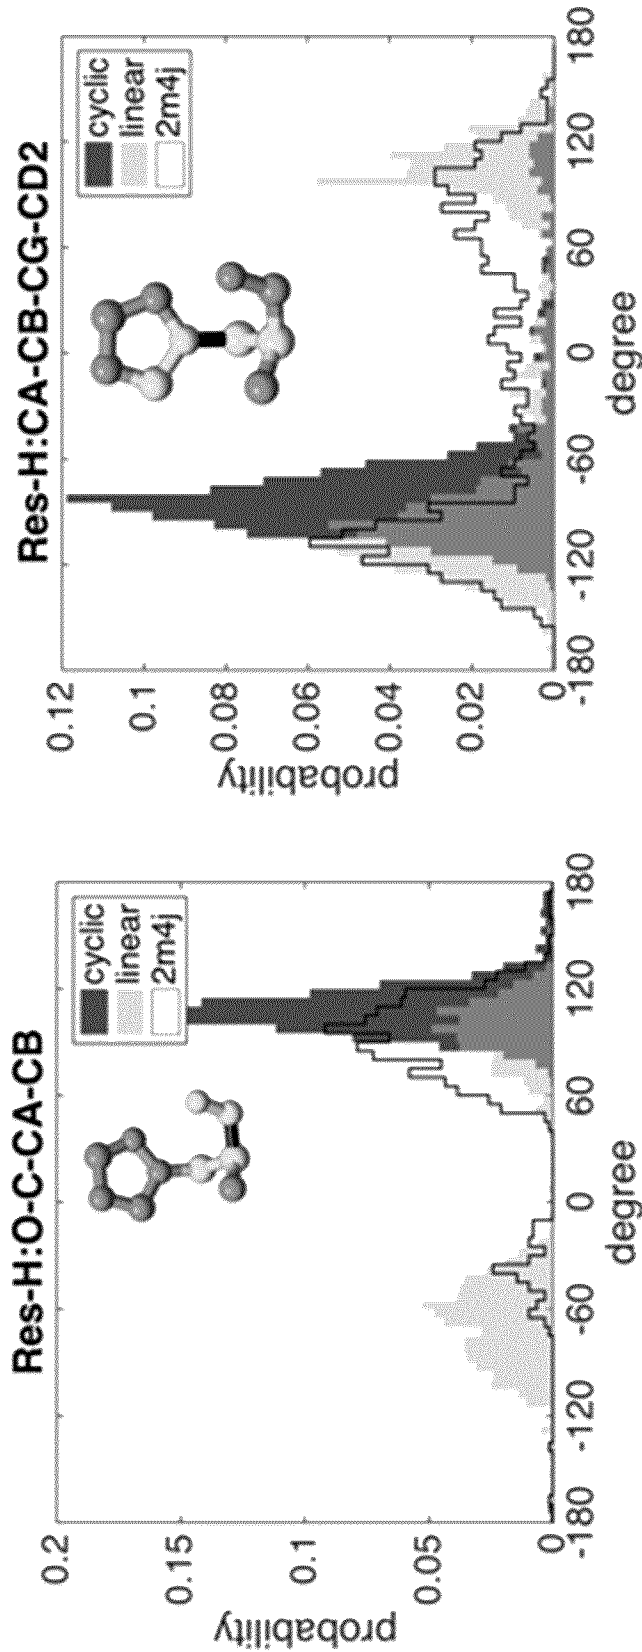 Res-H:O-C-CA-CB
cyclic
linear
2m4j
probability
0.2
0.15
0.1
0.05
0
-180 -120 -60 0 60 120 180
degree
Res-H:CA-CB-CG-CD2
cyclic
linear
2m4j
probability
0.12
0.1
0.08
0.06
0.04
0.02
0
-180 -120 -60 0 60 120 180
degree